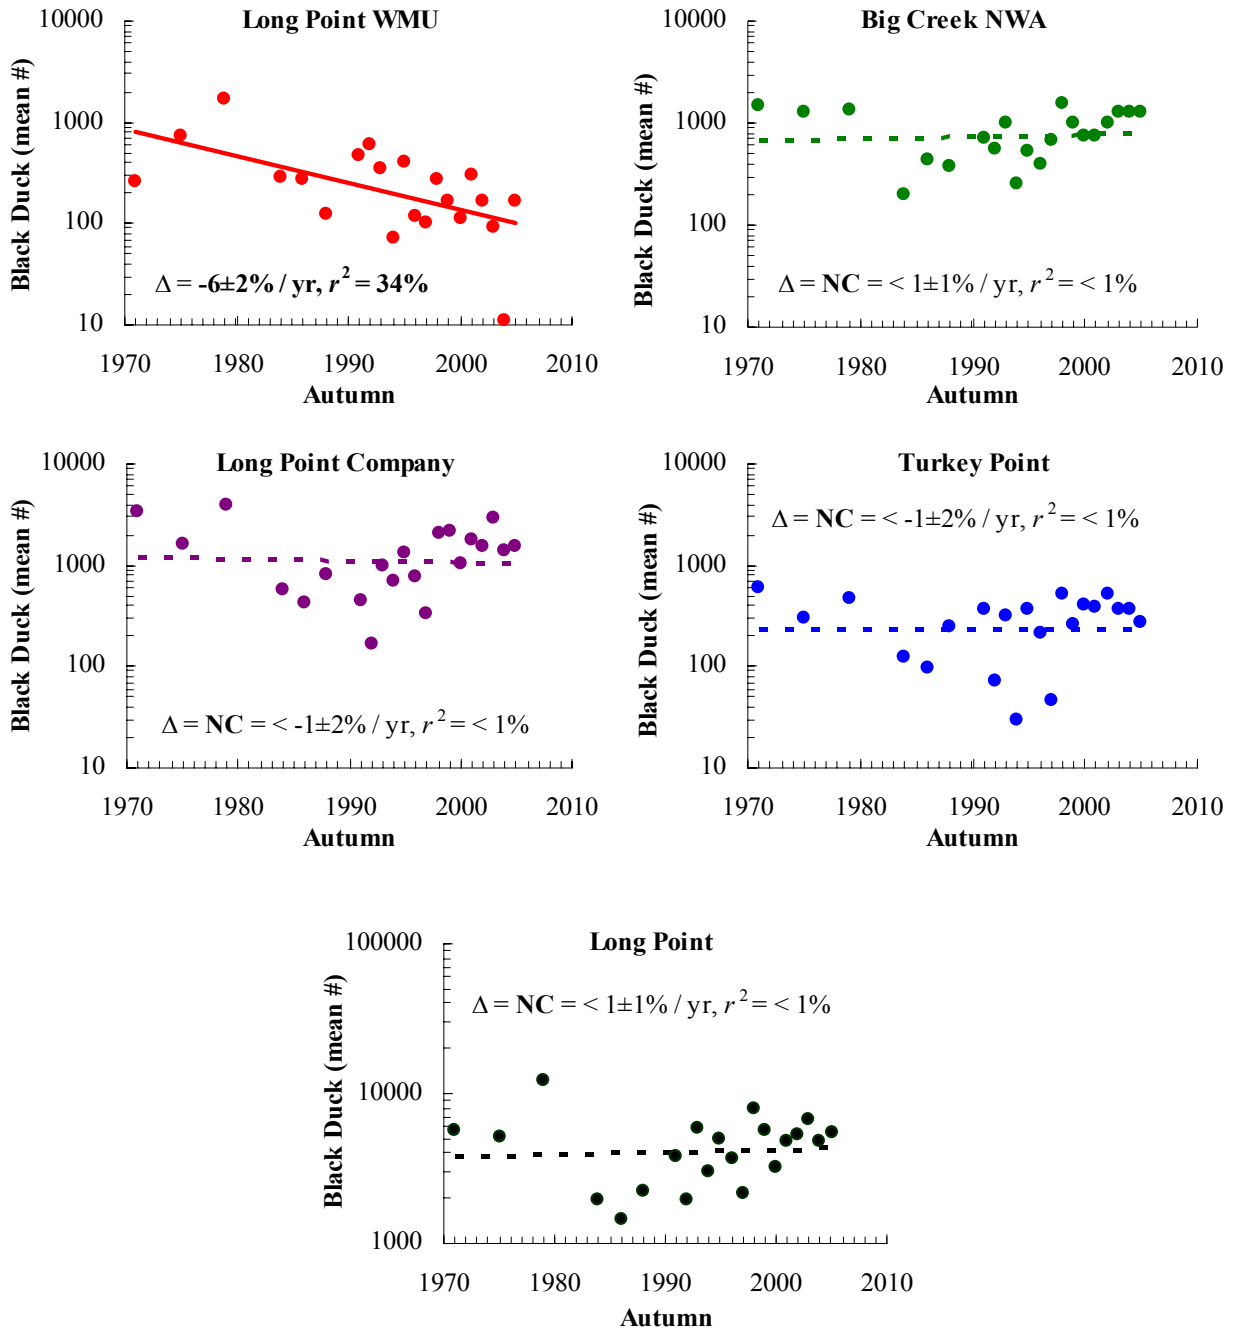 Long Point WMU
Black Duck (mean #)
10000
1000
100
10
Δ = -6±2% / yr, r² = 34%
1970 1980 1990 2000 2010
Autumn
Big Creek NWA
Black Duck (mean #)
10000
1000
100
10
Δ = NC = < 1±1% / yr, r² = < 1%
1970 1980 1990 2000 2010
Autumn
Long Point Company
Black Duck (mean #)
10000
1000
100
10
Δ = NC = < -1±2% / yr, r² = < 1%
1970 1980 1990 2000 2010
Autumn
Turkey Point
Black Duck (mean #)
Δ = NC = < -1±2% / yr, r² = < 1%
10000
1000
100
10
1970 1980 1990 2000 2010
Autumn
Long Point
Black Duck (mean #)
Δ = NC = < 1±1% / yr, r² = < 1%
100000
10000
1000
1970 1980 1990 2000 2010
Autumn